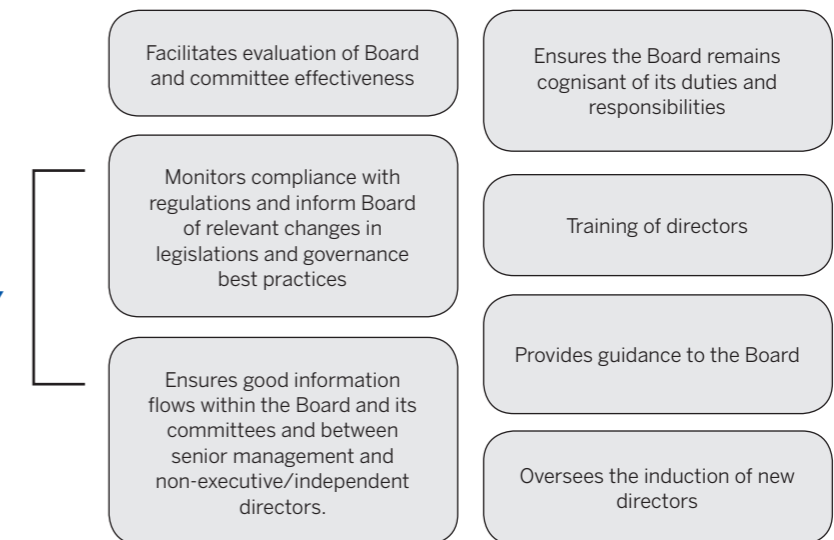 Facilitates evaluation of Board
and committee effectiveness
Monitors compliance with
regulations and inform Board
of relevant changes in
legislations and governance
best practices
Ensures good information
flows within the Board and its
committees and between
senior management and
non-executive/independent
directors.
Ensures the Board remains
cognisant of its duties and
responsibilities
Training of directors
Provides guidance to the Board
Oversees the induction of new
directors